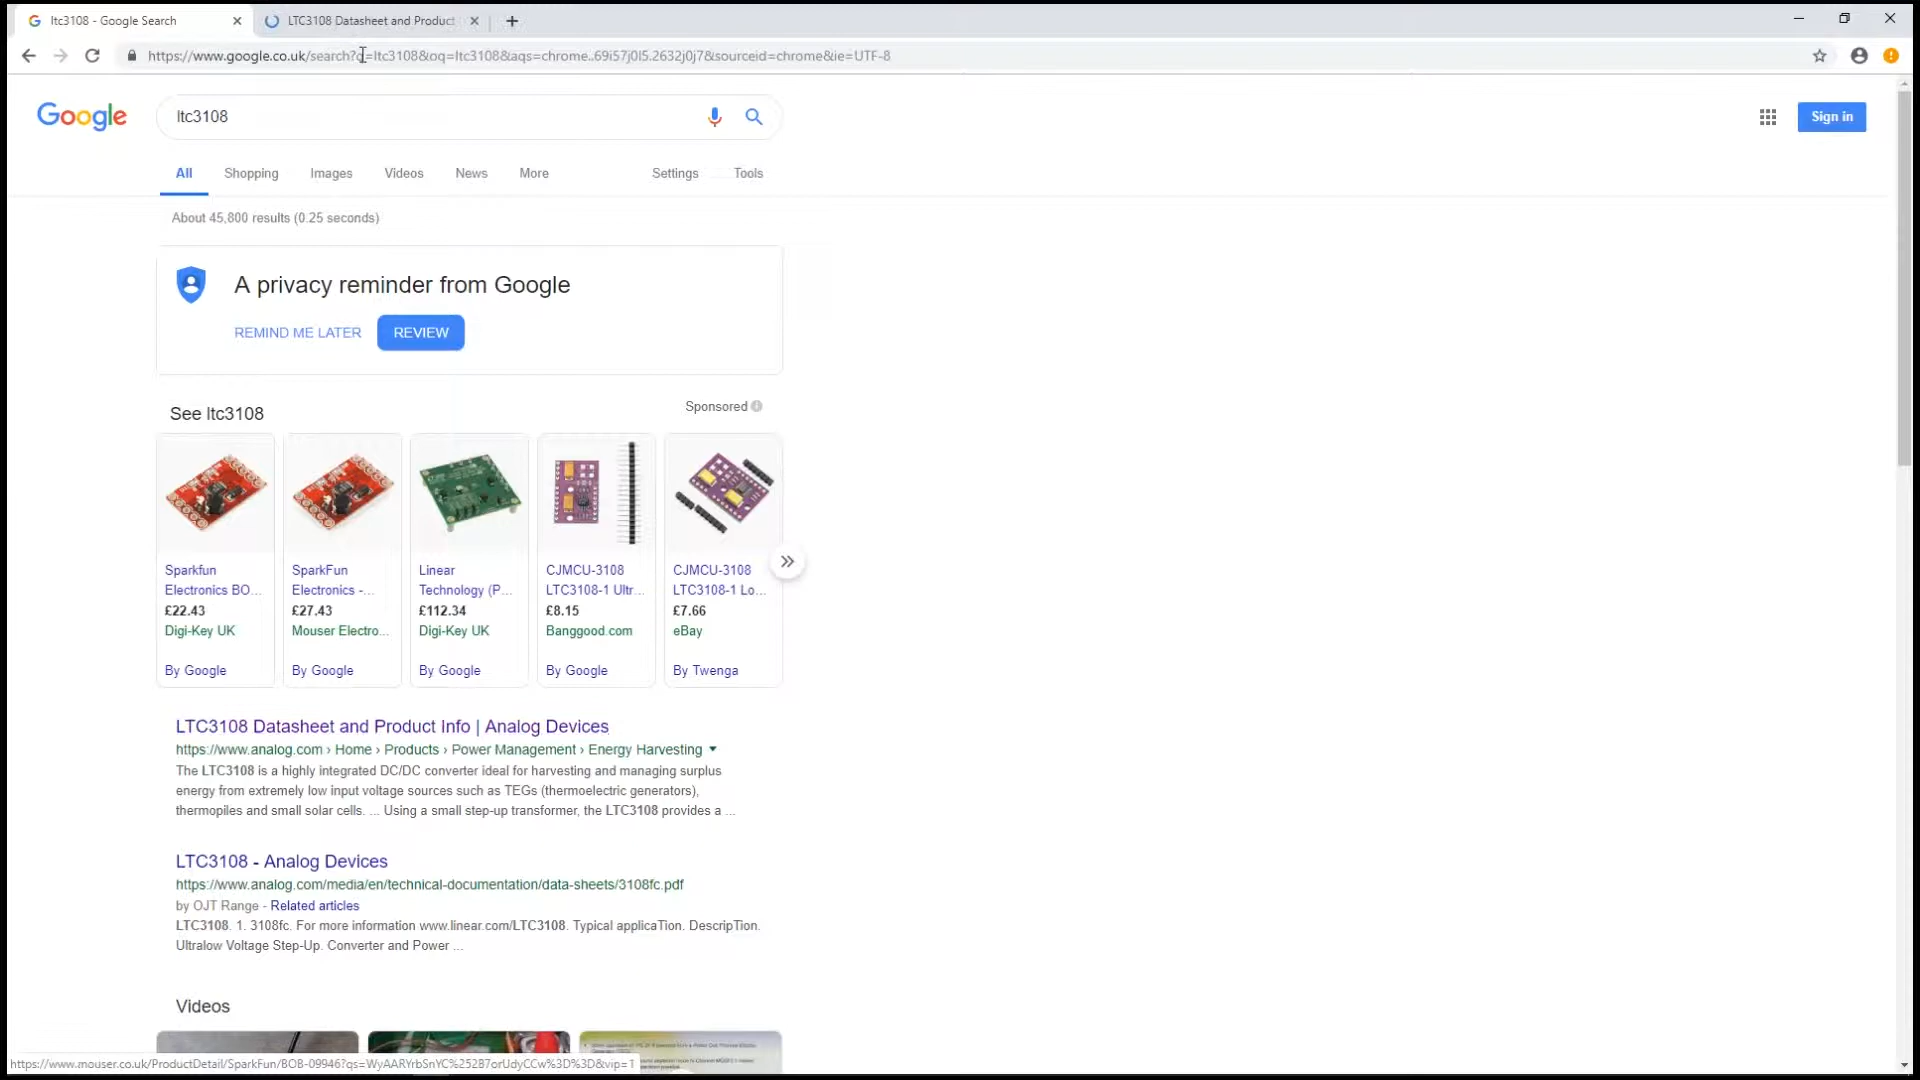 ltc3108 - Google Search
LTC3108 Datasheet and Product
https://www.google.co.uk/search?q=ltc3108&oq=ltc3108&aqs=chrome..69i57j0l5.2632j0j7&sourceid=chrome&ie=UTF-8
Google
ltc3108
Sign in
All Shopping Images Videos News More Settings Tools
About 45,800 results (0.25 seconds)
A privacy reminder from Google
REMIND ME LATER REVIEW
See ltc3108
Sponsored
Sparkfun
Electronics BO...
£22.43
Digi-Key UK
By Google
SparkFun
Electronics -...
£27.43
Mouser Electro...
By Google
Linear
Technology (P...
£112.34
Digi-Key UK
By Google
CJMCU-3108
LTC3108-1 Ultr...
£8.15
Banggood.com
By Google
CJMCU-3108
LTC3108-1 Lo...
£7.66
eBay
By Twenga
LTC3108 Datasheet and Product Info | Analog Devices
https://www.analog.com › Home › Products › Power Management › Energy Harvesting
The LTC3108 is a highly integrated DC/DC converter ideal for harvesting and managing surplus
energy from extremely low input voltage sources such as TEGs (thermoelectric generators),
thermopiles and small solar cells. ... Using a small step-up transformer, the LTC3108 provides a ...
LTC3108 - Analog Devices
https://www.analog.com/media/en/technical-documentation/data-sheets/3108fc.pdf
by OJT Range - Related articles
LTC3108. 1. 3108fc. For more information www.linear.com/LTC3108. Typical applicaTion. DescripTion.
Ultralow Voltage Step-Up. Converter and Power ...
Videos
https://www.mouser.co.uk/ProductDetail/SparkFun/BOB-09946?qs=WyAARYrbSnYC%252B7orUdyCCw%3D%3D&vip=1